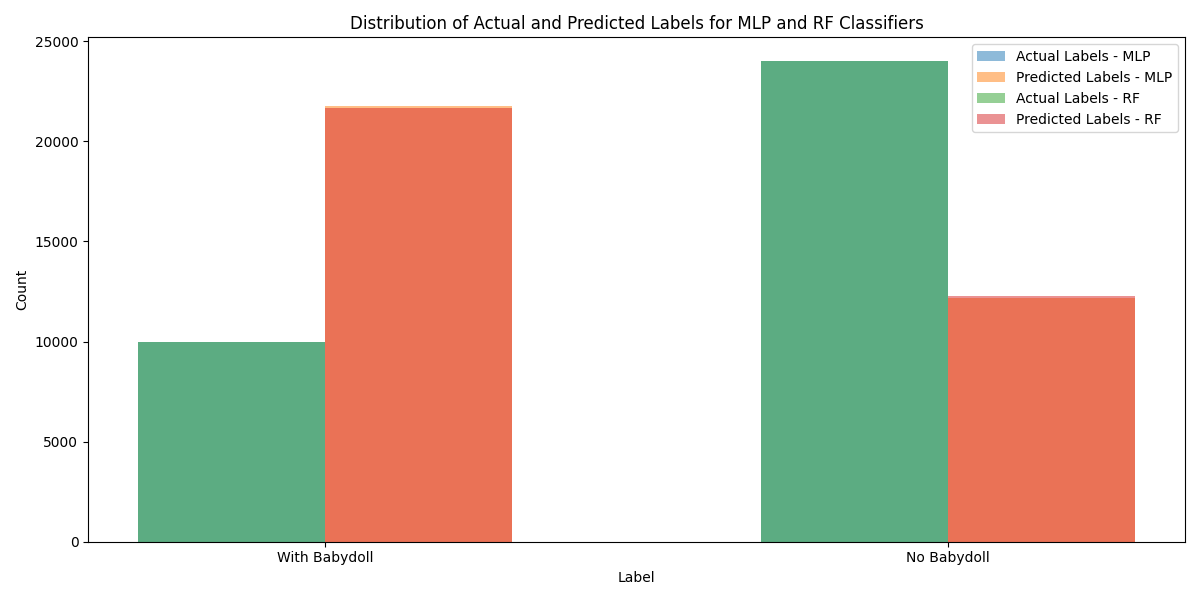 Distribution of Actual and Predicted Labels for MLP and RF Classifiers
25000
20000
15000
10000
5000
0
Count
Actual Labels - MLP
Predicted Labels - MLP
Actual Labels - RF
Predicted Labels - RF
With Babydoll
No Babydoll
Label